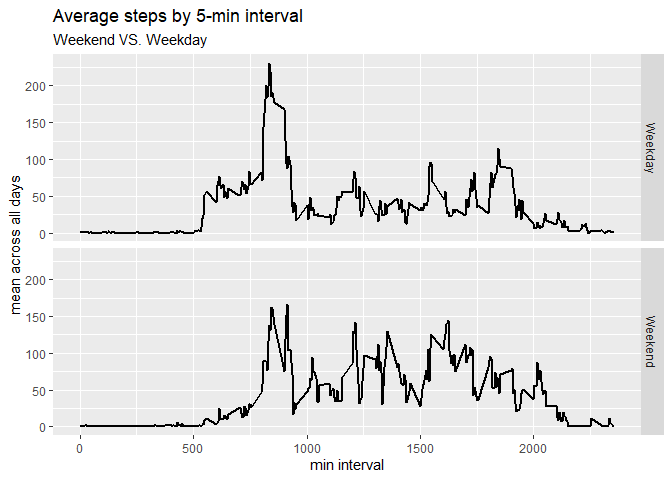 Average steps by 5-min interval
Weekend VS. Weekday
mean across all days
200
150
100
50
0
Weekday
200
150
100
50
0
Weekend
0 500 1000 1500 2000
min interval